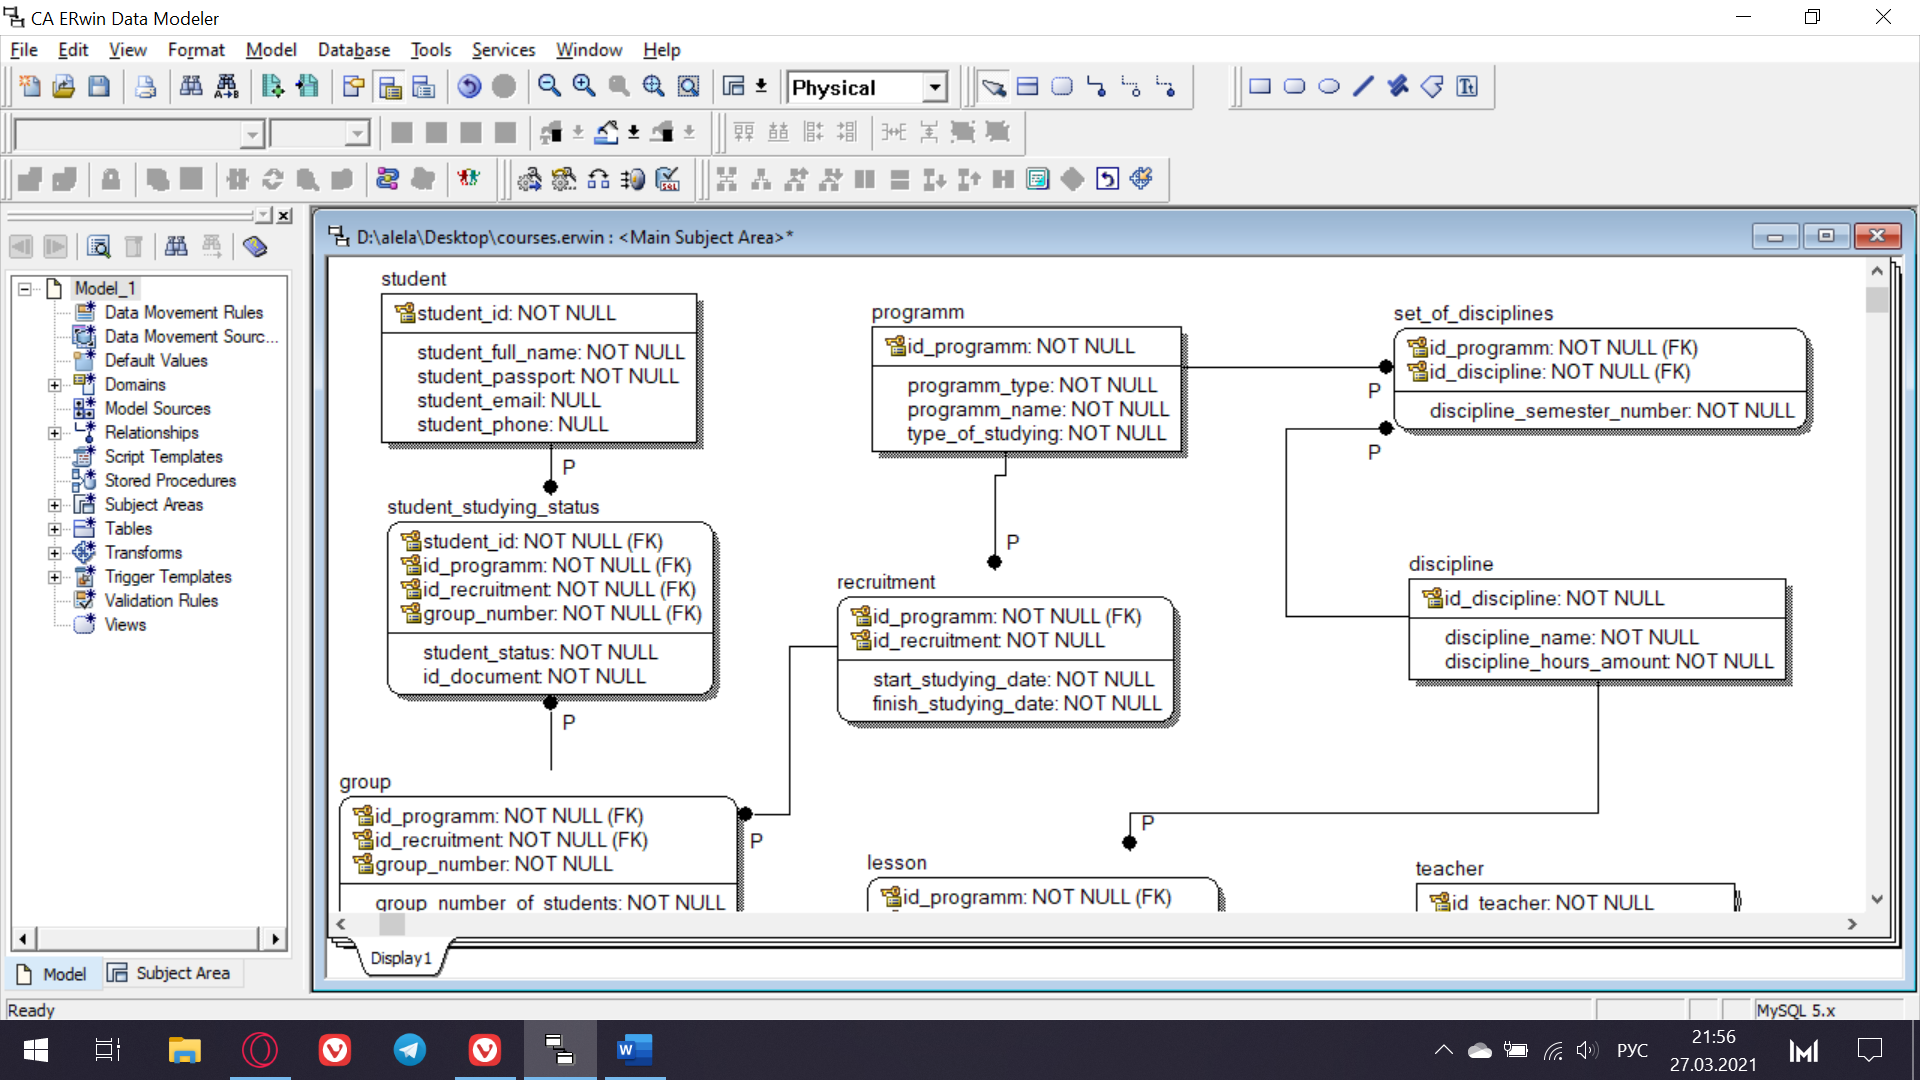 CA ERwin Data Modeler
File Edit View Format Model Database Tools Services Window Help
Physical
D:\alela\Desktop\courses.erwin : <Main Subject Area>*
Model_1
Data Movement Rules
Data Movement Sourc...
Default Values
Domains
Model Sources
Relationships
Script Templates
Stored Procedures
Subject Areas
Tables
Transforms
Trigger Templates
Validation Rules
Views
Model
Subject Area
student
student_id: NOT NULL
student_full_name: NOT NULL
student_passport: NOT NULL
student_email: NULL
student_phone: NULL
P
student_studying_status
student_id: NOT NULL (FK)
id_programm: NOT NULL (FK)
id_recruitment: NOT NULL (FK)
group_number: NOT NULL (FK)
student_status: NOT NULL
id_document: NOT NULL
P
group
id_programm: NOT NULL (FK)
id_recruitment: NOT NULL (FK)
group_number: NOT NULL
group_number_of_students: NOT NULL
P
programm
id_programm: NOT NULL
programm_type: NOT NULL
programm_name: NOT NULL
type_of_studying: NOT NULL
P
recruitment
id_programm: NOT NULL (FK)
id_recruitment: NOT NULL
start_studying_date: NOT NULL
finish_studying_date: NOT NULL
set_of_disciplines
id_programm: NOT NULL (FK)
id_discipline: NOT NULL (FK)
discipline_semester_number: NOT NULL
P
P
discipline
id_discipline: NOT NULL
discipline_name: NOT NULL
discipline_hours_amount: NOT NULL
P
lesson
id_programm: NOT NULL (FK)
teacher
id_teacher: NOT NULL
Display1
Ready
MySQL 5.x
РУС
21:56
27.03.2021